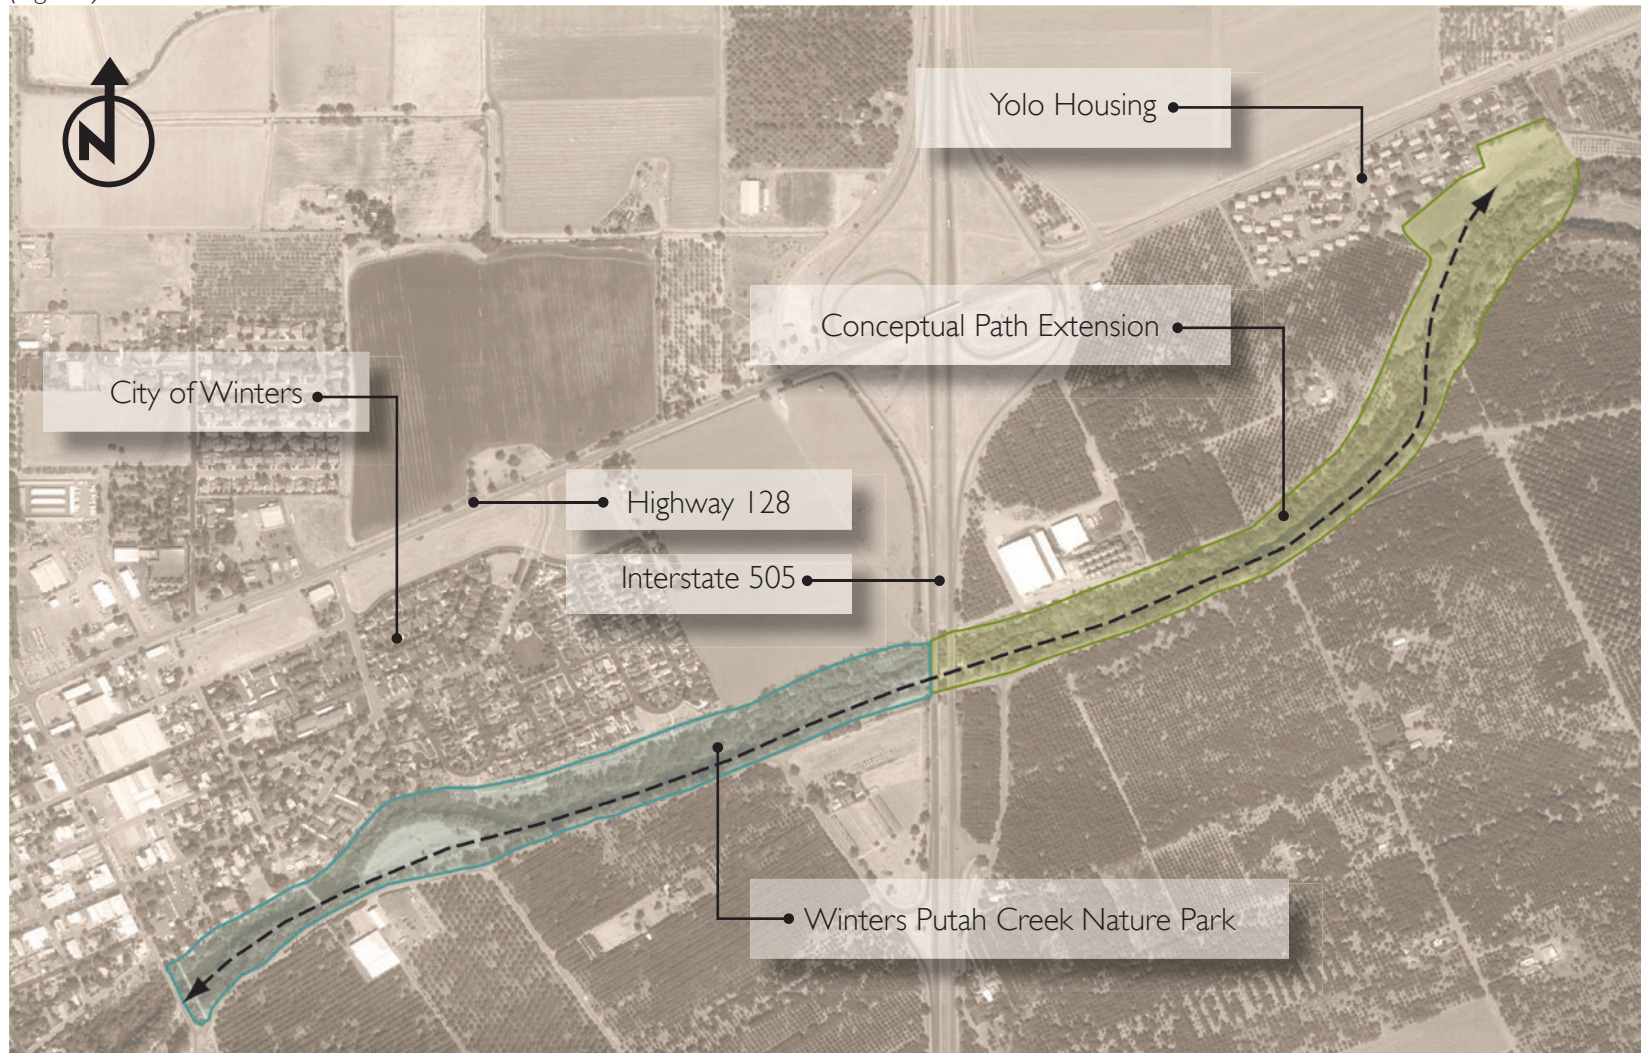 N
Yolo Housing
Conceptual Path Extension
City of Winters
Highway 128
Interstate 505
Winters Putah Creek Nature Park